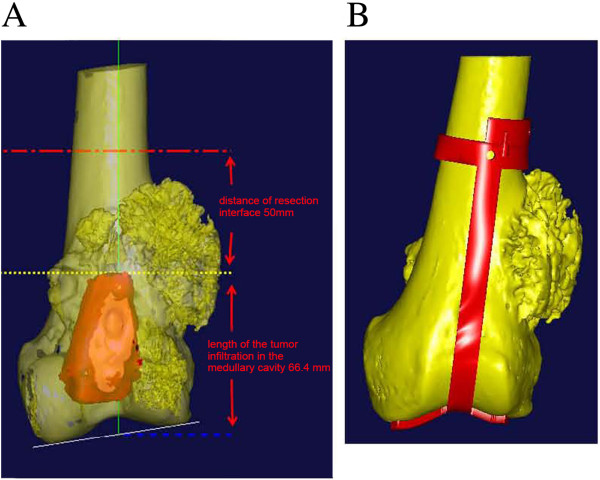 A
B
distance of resection
interface 50mm
length of the tumor
infiltration in the
medullary cavity 66.4 mm